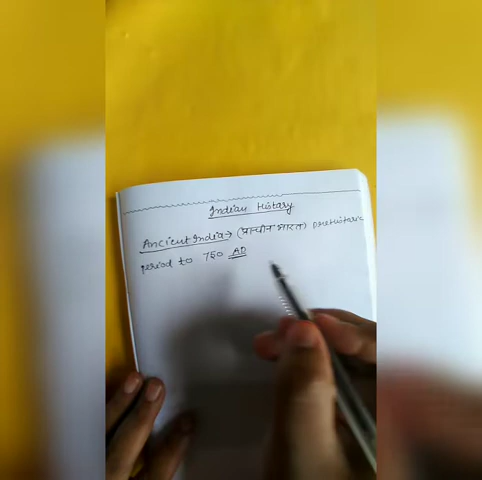 Indian History
Ancient India → (प्राचीन भारत) prehistoric
period to 750 AD